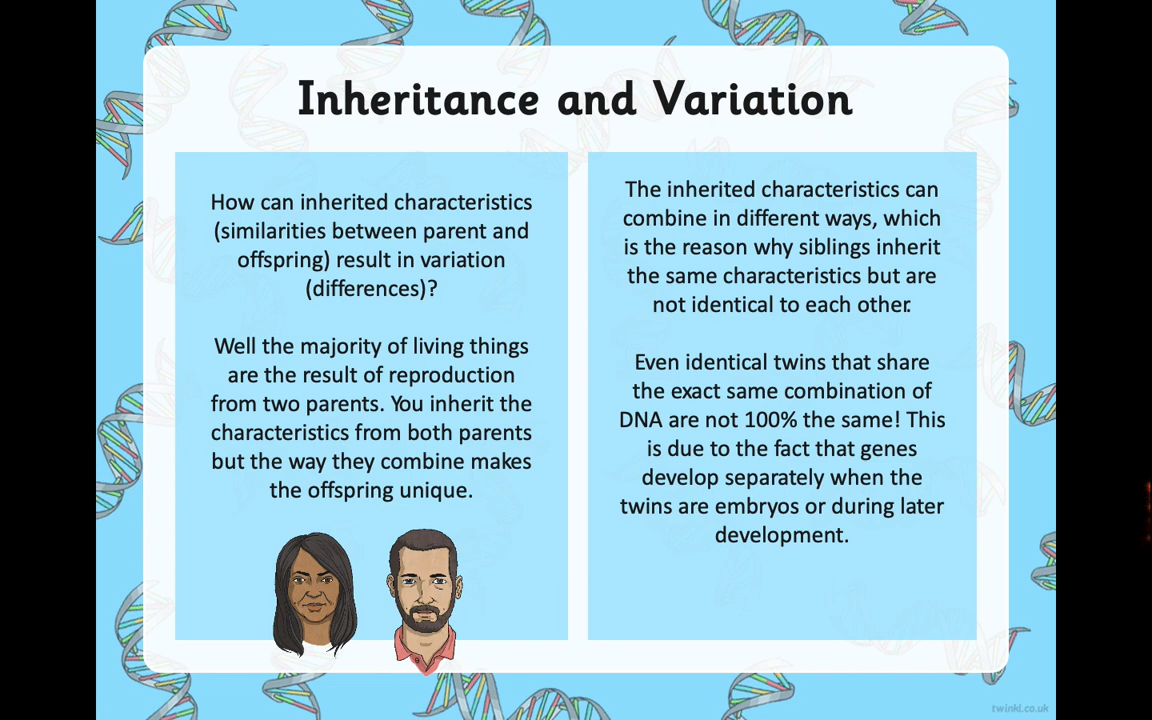 Inheritance and Variation
How can inherited characteristics
(similarities between parent and
offspring) result in variation
(differences)?
Well the majority of living things
are the result of reproduction
from two parents. You inherit the
characteristics from both parents
but the way they combine makes
the offspring unique.
The inherited characteristics can
combine in different ways, which
is the reason why siblings inherit
the same characteristics but are
not identical to each other.
Even identical twins that share
the exact same combination of
DNA are not 100% the same! This
is due to the fact that genes
develop separately when the
twins are embryos or during later
development.
twinkl.co.uk